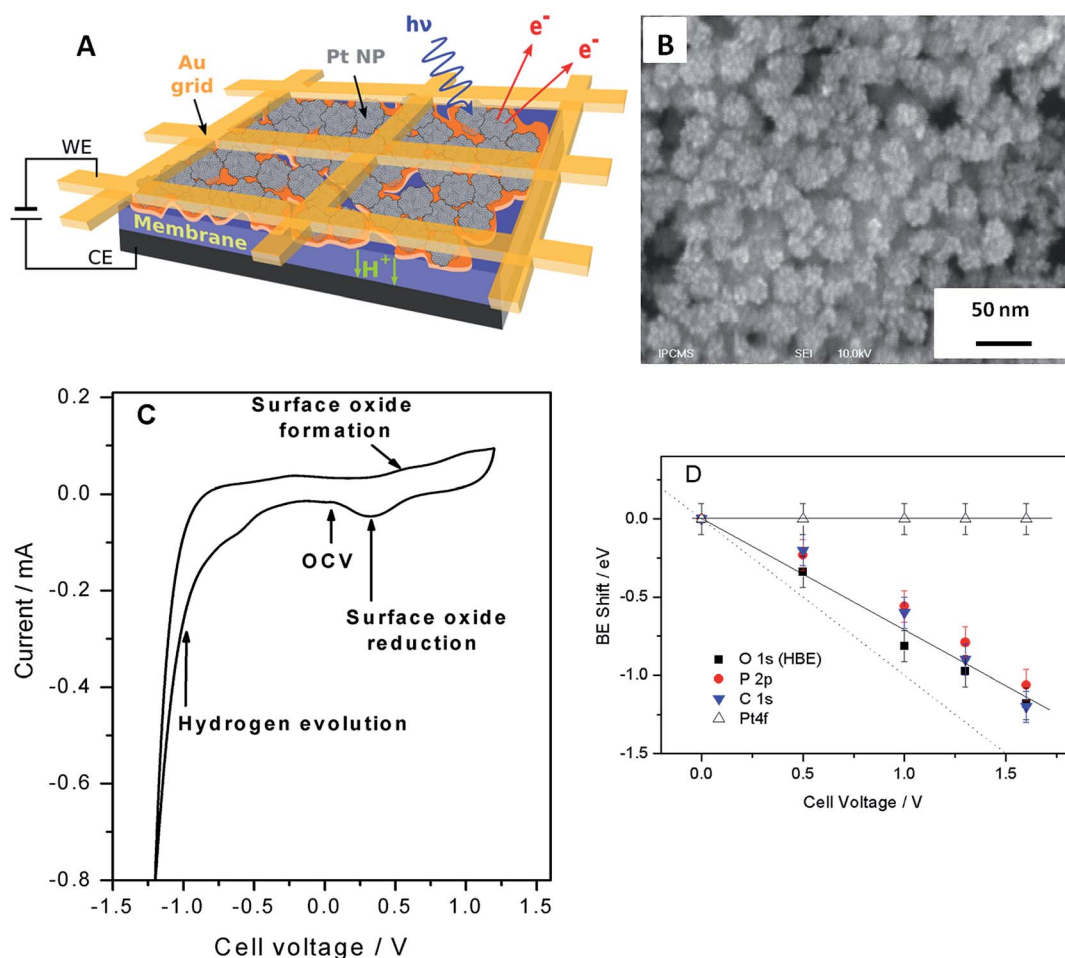 A
hν
e-
e-
Au
grid
Pt NP
WE
CE
Membrane
H+
B
50 nm
IPCMS
SEI
10.0kV
C
Surface oxide
formation
OCV
Surface oxide
reduction
Hydrogen evolution
0.2
0.0
-0.2
-0.4
-0.6
-0.8
Current / mA
-1.5
-1.0
-0.5
0.0
0.5
1.0
1.5
Cell voltage / V
D
0.0
-0.5
-1.0
-1.5
BE Shift / eV
O 1s (HBE)
P 2p
C 1s
Pt4f
0.0
0.5
1.0
1.5
Cell Voltage / V